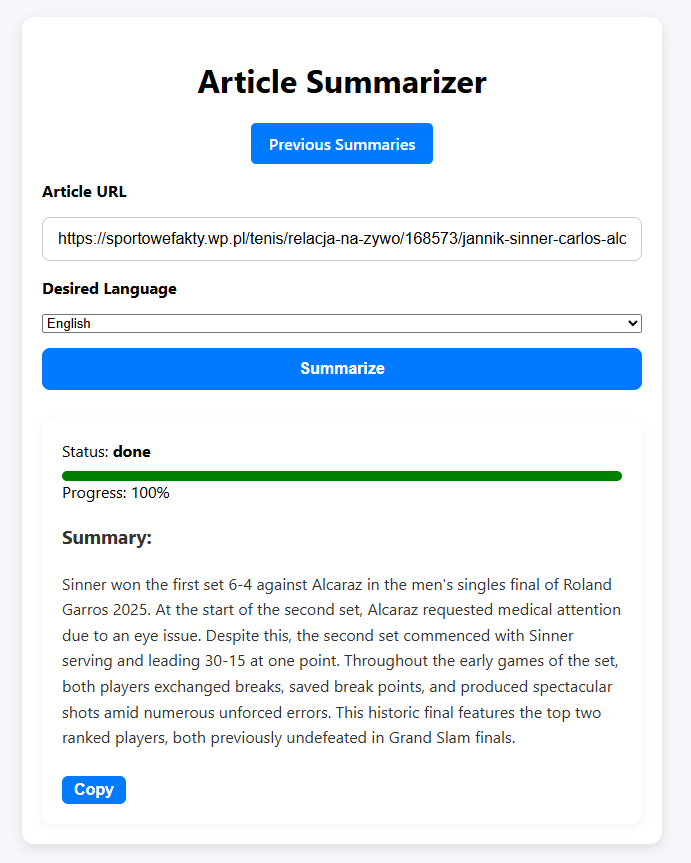 Article Summarizer
Previous Summaries
Article URL
https://sportowefakty.wp.pl/tenis/relacja-na-zywo/168573/jannik-sinner-carlos-alc
Desired Language
English
Summarize
Status: done
Progress: 100%
Summary:
Sinner won the first set 6-4 against Alcaraz in the men's singles final of Roland
Garros 2025. At the start of the second set, Alcaraz requested medical attention
due to an eye issue. Despite this, the second set commenced with Sinner
serving and leading 30-15 at one point. Throughout the early games of the set,
both players exchanged breaks, saved break points, and produced spectacular
shots amid numerous unforced errors. This historic final features the top two
ranked players, both previously undefeated in Grand Slam finals.
Copy